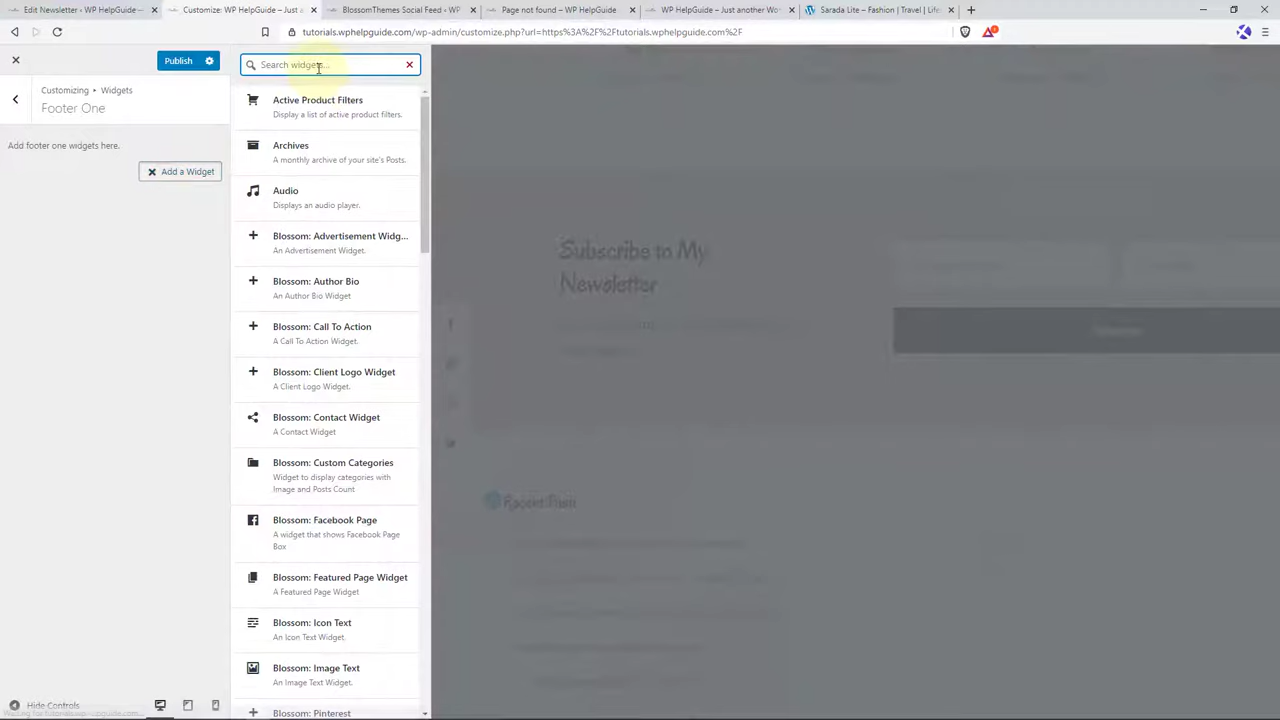 Edit Newsletter ‹ WP HelpGuide
Customize: WP HelpGuide – Just a
BlossomThemes Social Feed ‹ WP
Page not found – WP HelpGuide
WP HelpGuide – Just another Wo
Sarada Lite – Fashion | Travel | Life
tutorials.wphelpguide.com/wp-admin/customize.php?url=https%3A%2F%2Ftutorials.wphelpguide.com%2F
Publish
Search widgets...
Customizing • Widgets
Footer One
Add footer one widgets here.
Add a Widget
Active Product Filters
Display a list of active product filters.
Archives
A monthly archive of your site's Posts.
Audio
Displays an audio player.
Blossom: Advertisement Widg...
An Advertisement Widget.
Blossom: Author Bio
An Author Bio Widget
Blossom: Call To Action
A Call To Action Widget.
Blossom: Client Logo Widget
A Client Logo Widget.
Blossom: Contact Widget
A Contact Widget
Blossom: Custom Categories
Widget to display categories with
Image and Posts Count
Blossom: Facebook Page
A widget that shows Facebook Page
Box
Blossom: Featured Page Widget
A Featured Page Widget
Blossom: Icon Text
An Icon Text Widget.
Blossom: Image Text
An Image Text Widget.
Blossom: Pinterest
Subscribe to My
Newsletter
Recent Posts
Hide Controls